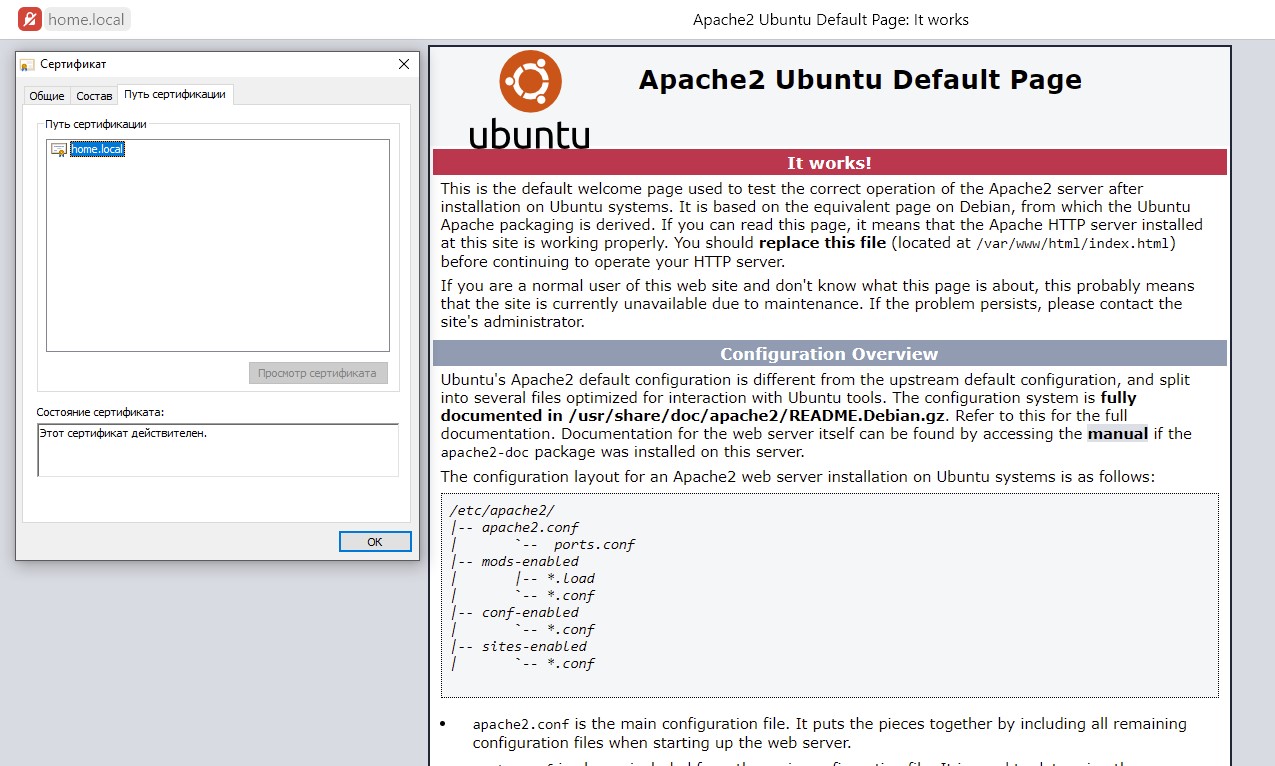 home.local
Apache2 Ubuntu Default Page: It works
Сертификат
Общие
Состав
Путь сертификации
Путь сертификации
home.local
Просмотр сертификата
Состояние сертификата:
Этот сертификат действителен.
OK
ubuntu
Apache2 Ubuntu Default Page
It works!
This is the default welcome page used to test the correct operation of the Apache2 server after
installation on Ubuntu systems. It is based on the equivalent page on Debian, from which the Ubuntu
Apache packaging is derived. If you can read this page, it means that the Apache HTTP server installed
at this site is working properly. You should replace this file (located at /var/www/html/index.html)
before continuing to operate your HTTP server.
If you are a normal user of this web site and don't know what this page is about, this probably means
that the site is currently unavailable due to maintenance. If the problem persists, please contact the
site's administrator.
Configuration Overview
Ubuntu's Apache2 default configuration is different from the upstream default configuration, and split
into several files optimized for interaction with Ubuntu tools. The configuration system is fully
documented in /usr/share/doc/apache2/README.Debian.gz. Refer to this for the full
documentation. Documentation for the web server itself can be found by accessing the manual if the
apache2-doc package was installed on this server.
The configuration layout for an Apache2 web server installation on Ubuntu systems is as follows:
/etc/apache2/
|-- apache2.conf
|       `--  ports.conf
|-- mods-enabled
|       |-- *.load
|       `-- *.conf
|-- conf-enabled
|       `-- *.conf
|-- sites-enabled
|       `-- *.conf
• apache2.conf is the main configuration file. It puts the pieces together by including all remaining
configuration files when starting up the web server.